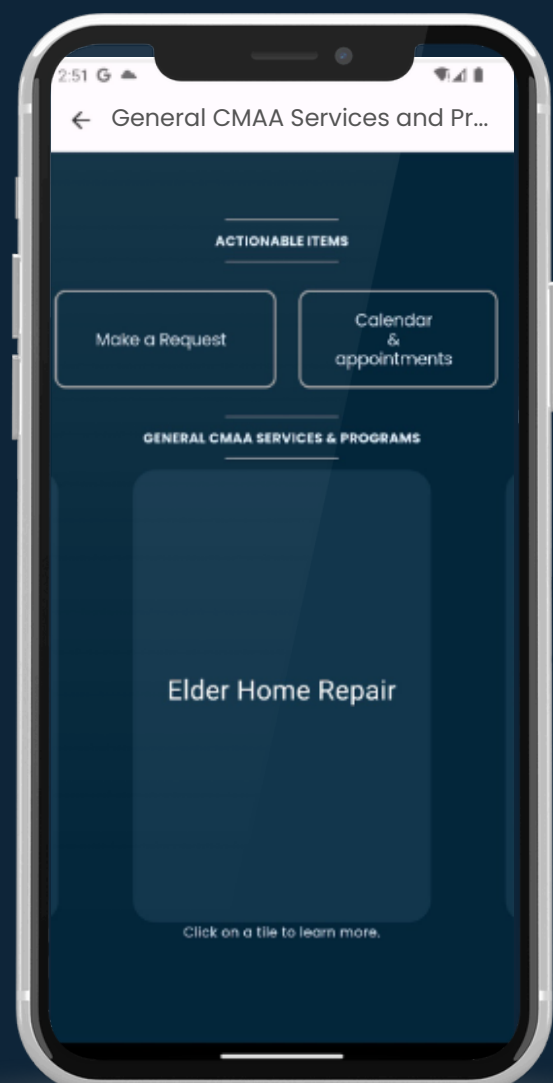 2:51 G
General CMAA Services and Pr...
ACTIONABLE ITEMS
Make a Request
Calendar
&
appointments
GENERAL CMAA SERVICES & PROGRAMS
Elder Home Repair
Click on a tile to learn more.